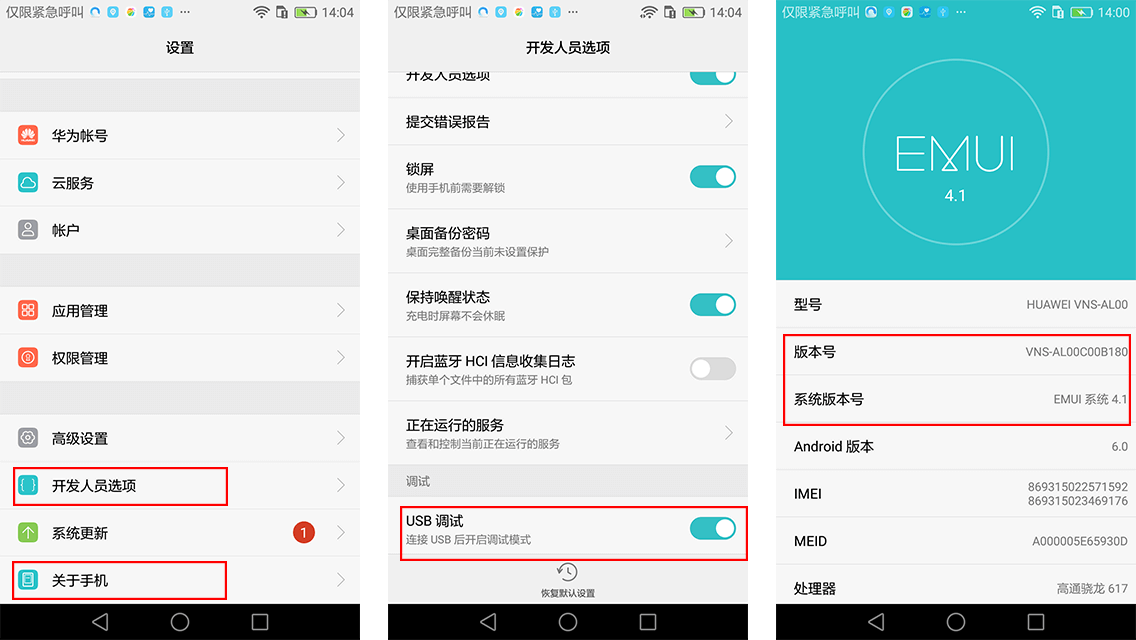 仅限紧急呼叫 ··· 14:04
设置
华为帐号
云服务
帐户
应用管理
权限管理
高级设置
开发人员选项
系统更新 1
关于手机
仅限紧急呼叫 ··· 14:04
开发人员选项
开发人员选项
提交错误报告
锁屏
使用手机前需要解锁
桌面备份密码
桌面完整备份当前未设置保护
保持唤醒状态
充电时屏幕不会休眠
开启蓝牙 HCI 信息收集日志
捕获单个文件中的所有蓝牙 HCI 包
正在运行的服务
查看和控制当前正在运行的服务
调试
USB 调试
连接 USB 后开启调试模式
恢复默认设置
仅限紧急呼叫 ··· 14:00
EMUI
4.1
型号 HUAWEI VNS-AL00
版本号 VNS-AL00C00B180
系统版本号 EMUI 系统 4.1
Android 版本 6.0
IMEI 869315022571592
869315023469176
MEID A000005E65930D
处理器 高通骁龙 617